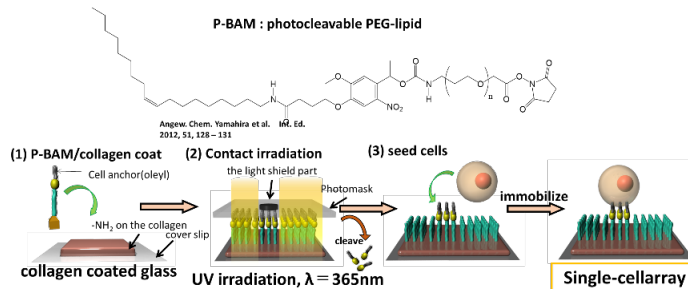 P-BAM : photocleavable PEG-lipid
O
O
O
O
N
H
O
N
H
O
O
NO₂
O
n
O
O
N
O
O
Angew. Chem. Yamahira et al. Int. Ed.
2012, 51, 128 – 131
(1) P-BAM/collagen coat
(2) Contact irradiation
(3) seed cells
the light shield part
Cell anchor(oleyl)
Photomask
immobilize
-NH₂ on the collagen
cover slip
cleave
collagen coated glass
UV irradiation, λ＝365nm
Single-cellarray